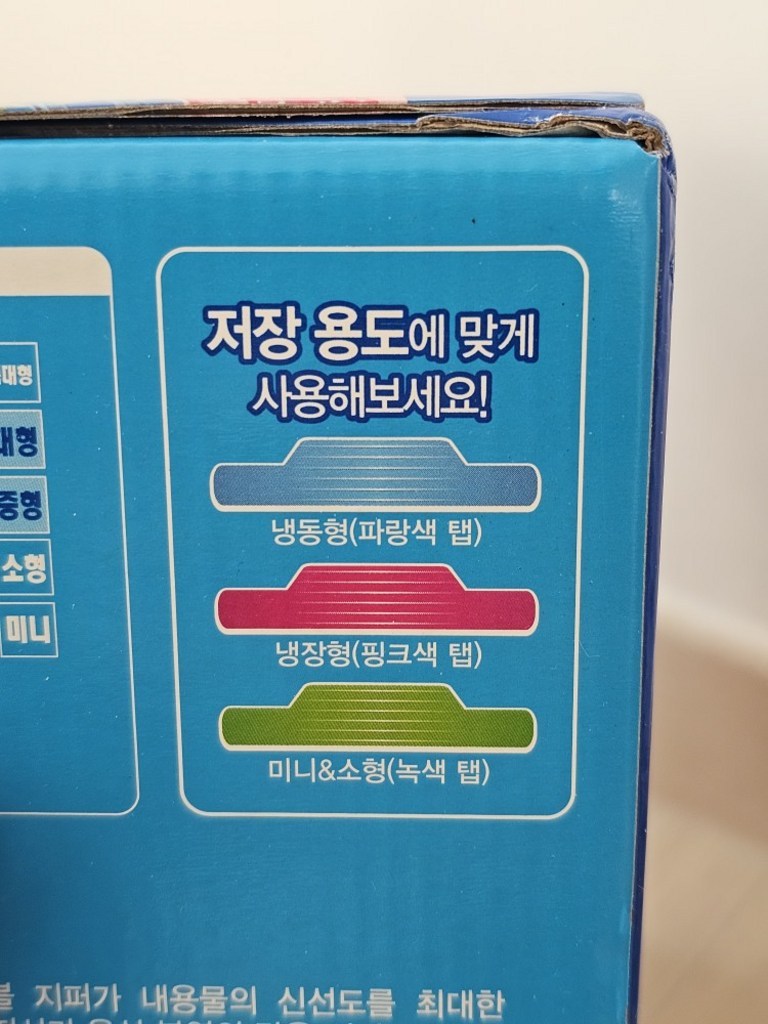 저장 용도에 맞게
사용해보세요!
냉동형(파랑색 탭)
냉장형(핑크색 탭)
미니&소형(녹색 탭)
대형
중형
소형
미니
지퍼가 내용물의 신선도를 최대한